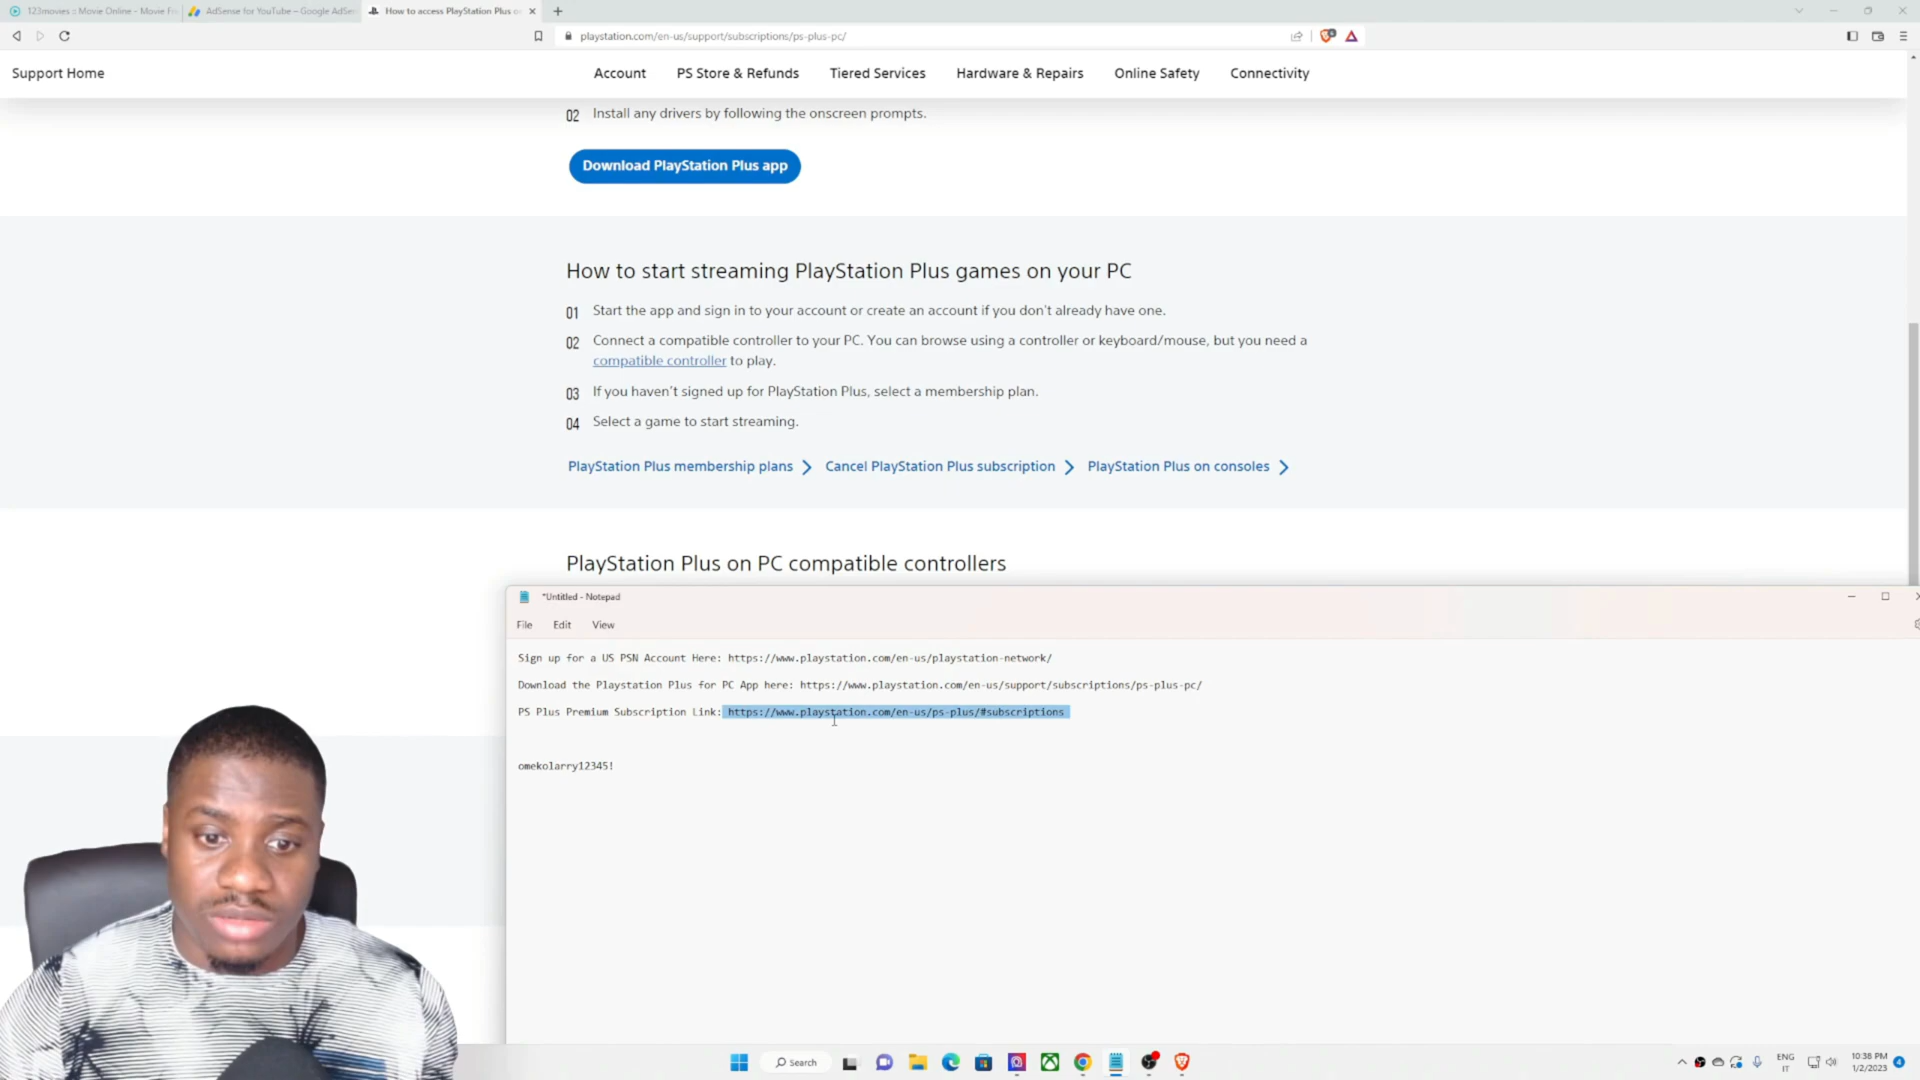 123movies :: Movie Online - Movie Fr
AdSense for YouTube – Google AdSe
How to access PlayStation Plus o
playstation.com/en-us/support/subscriptions/ps-plus-pc/
Support Home
Account
PS Store & Refunds
Tiered Services
Hardware & Repairs
Online Safety
Connectivity
02 Install any drivers by following the onscreen prompts.
Download PlayStation Plus app
How to start streaming PlayStation Plus games on your PC
01 Start the app and sign in to your account or create an account if you don't already have one.
02 Connect a compatible controller to your PC. You can browse using a controller or keyboard/mouse, but you need a
compatible controller to play.
03 If you haven't signed up for PlayStation Plus, select a membership plan.
04 Select a game to start streaming.
PlayStation Plus membership plans
Cancel PlayStation Plus subscription
PlayStation Plus on consoles
PlayStation Plus on PC compatible controllers
*Untitled - Notepad
File Edit View
Sign up for a US PSN Account Here: https://www.playstation.com/en-us/playstation-network/
Download the Playstation Plus for PC App here: https://www.playstation.com/en-us/support/subscriptions/ps-plus-pc/
PS Plus Premium Subscription Link: https://www.playstation.com/en-us/ps-plus/#subscriptions
omekolarry12345!
Search
ENG
IT
10:38 PM
1/2/2023
4